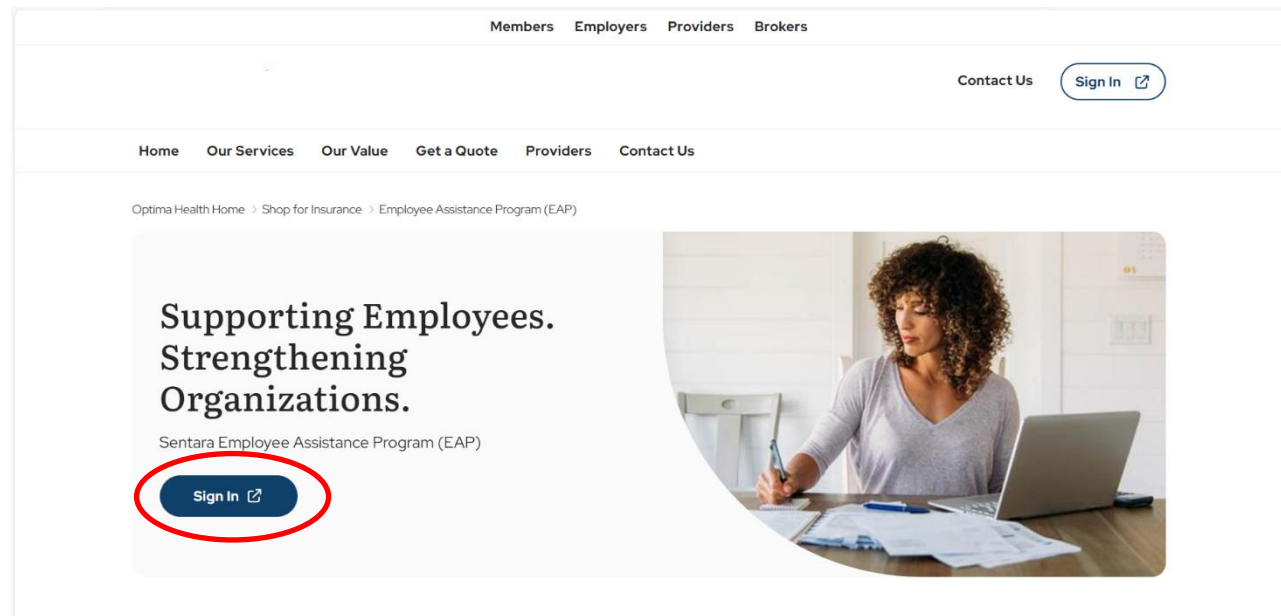 Members Employers Providers Brokers
Contact Us Sign In
Home Our Services Our Value Get a Quote Providers Contact Us
Optima Health Home > Shop for Insurance > Employee Assistance Program (EAP)
Supporting Employees.
Strengthening
Organizations.
Sentara Employee Assistance Program (EAP)
Sign In